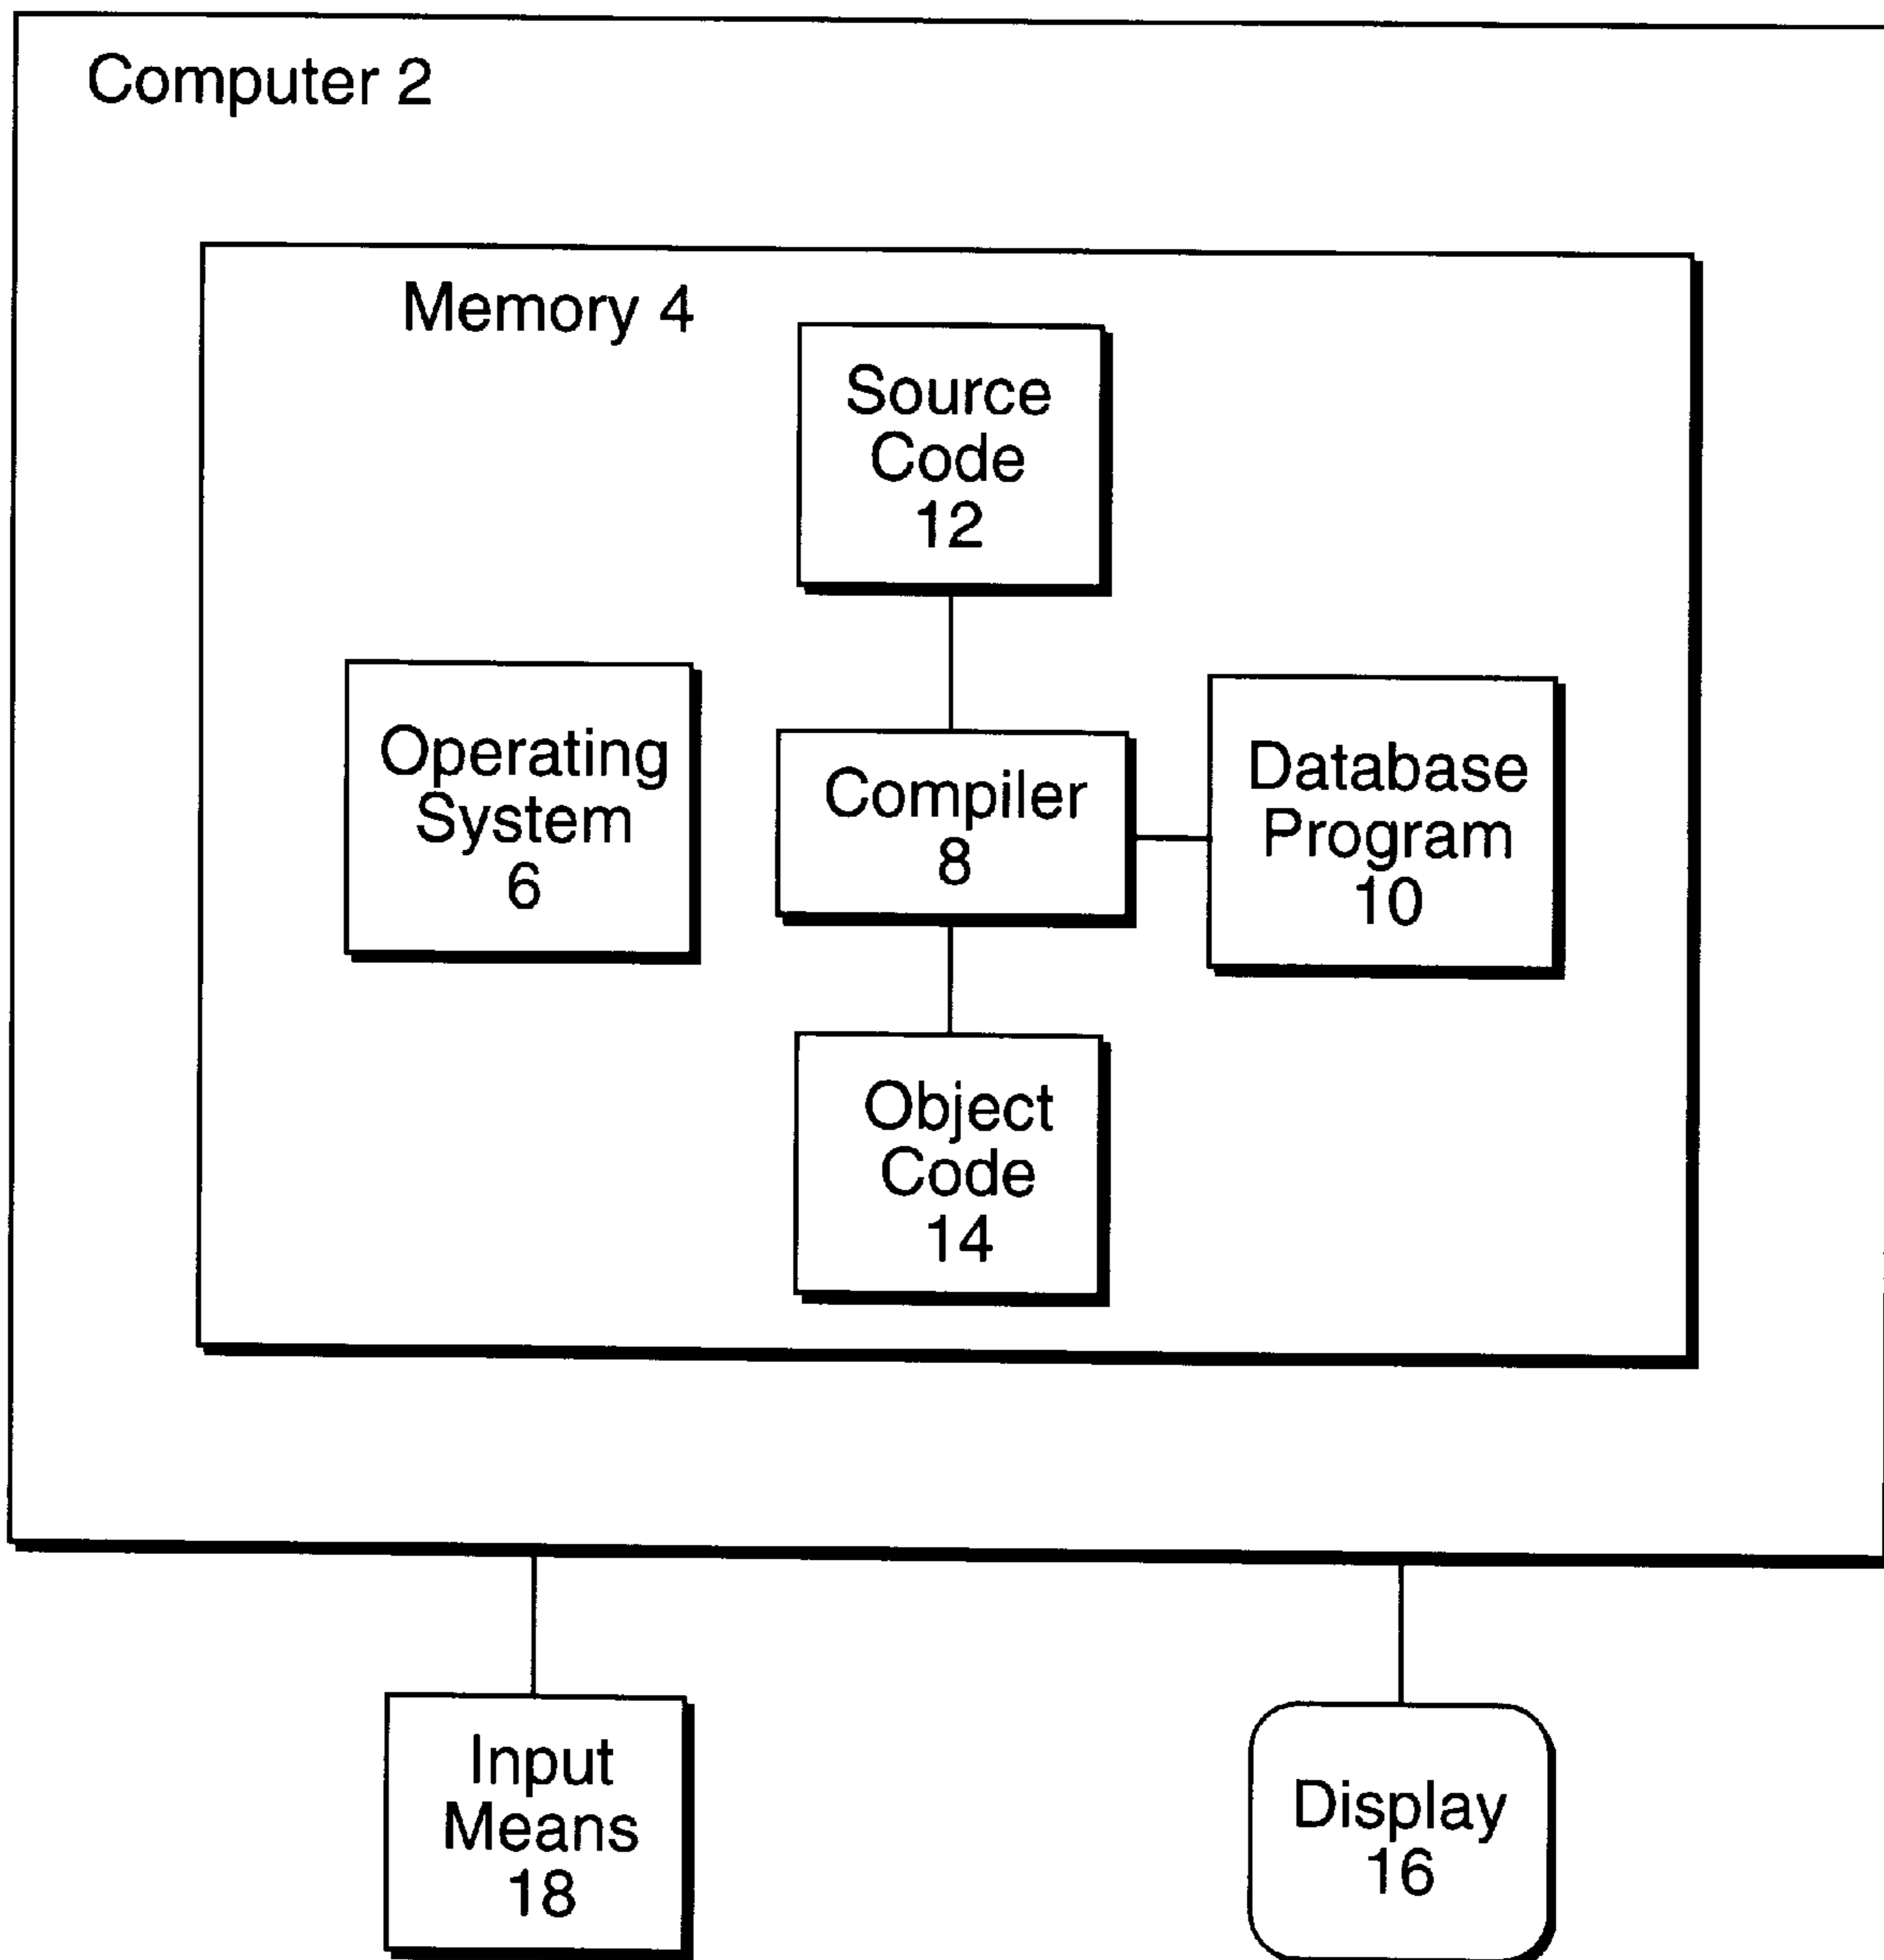 Computer 2
Memory 4
Source
Code
12
Operating
System
6
Compiler
8
Database
Program
10
Object
Code
14
Input
Means
18
Display
16